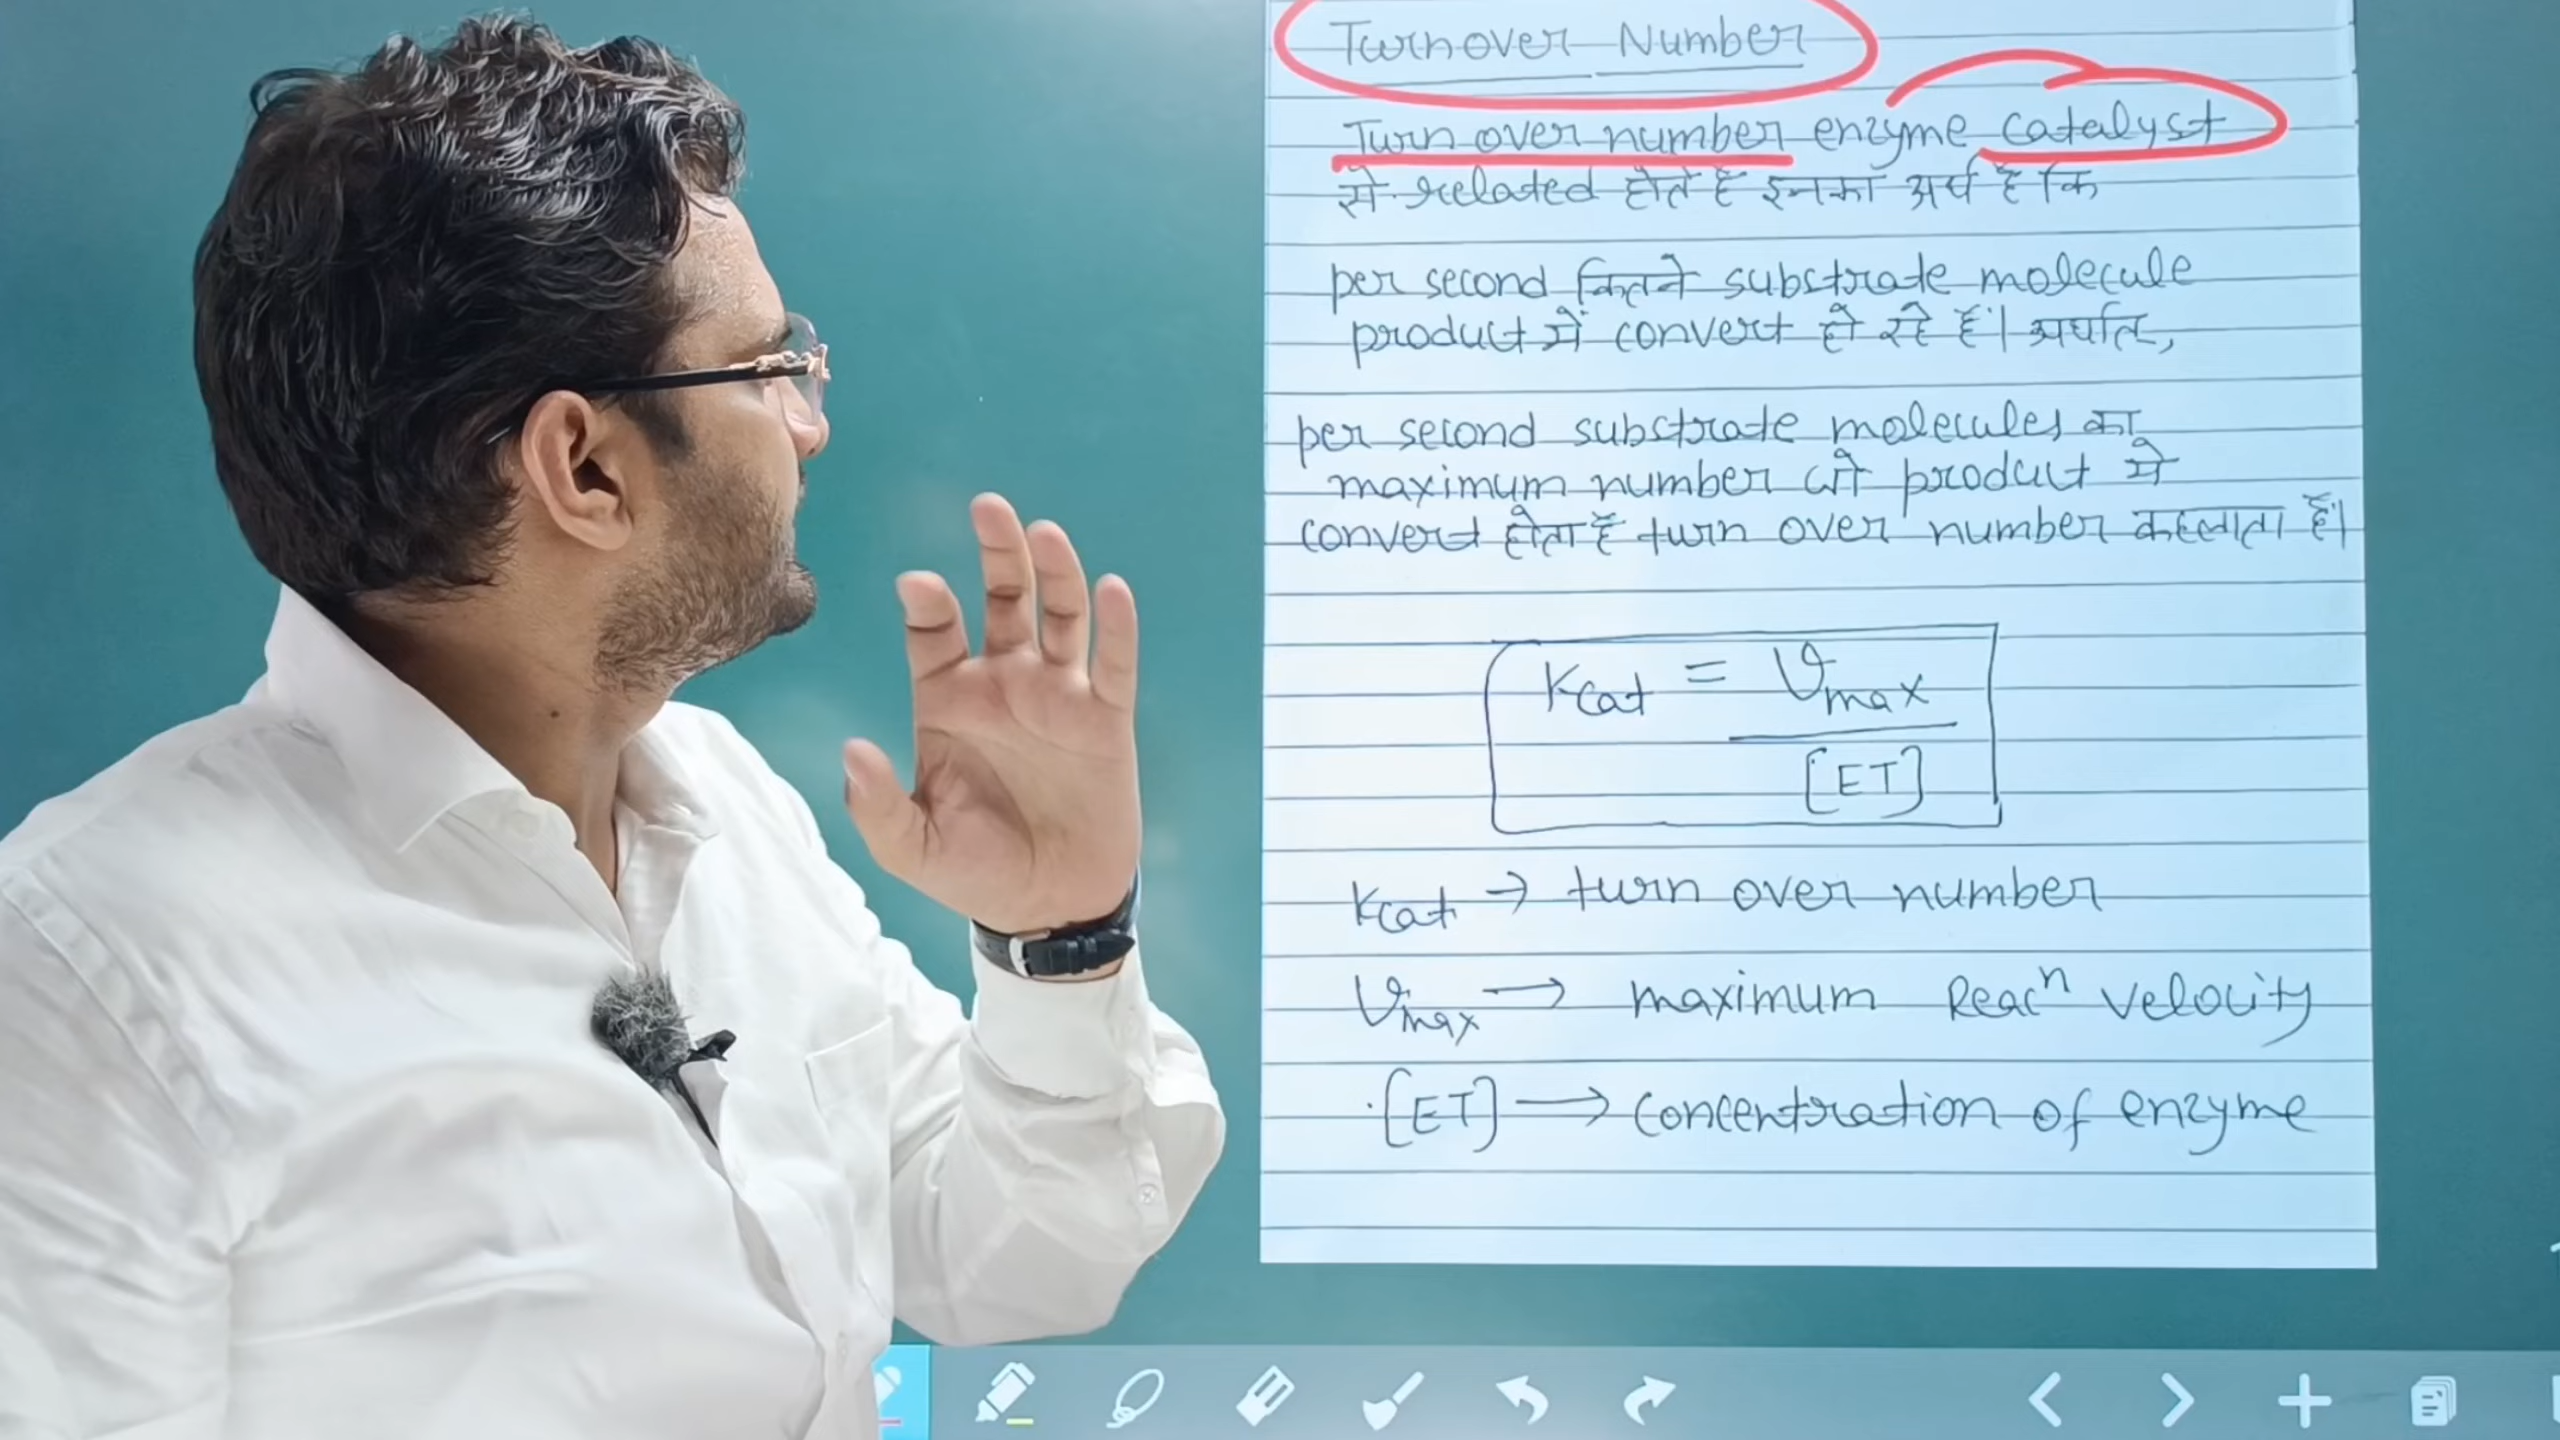 Turnover Number
Turn over number enzyme catalyst
से related होते है इनका अर्थ है कि
per second कितने substrate molecule
product में convert हो रहे हैं। अर्थात,
per second substrate molecules का
maximum number जो product मे
convert होता है turn over number कहलाता हैं।
Kcat = Vmax
[ET]
Kcat → turn over number
Vmax → maximum Reacⁿ velocity
[ET] → concentration of enzyme